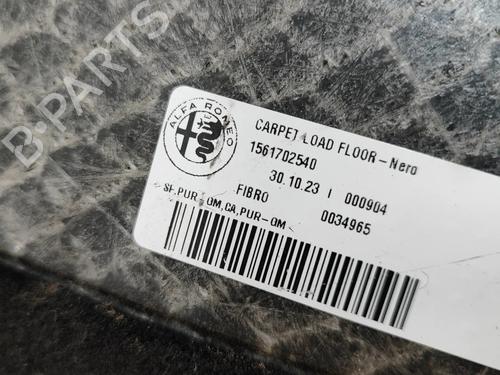 B-PARTS
ALFA ROMEO
CARPET LOAD FLOOR-Nero
1561702540
30.10.23 | 000904
FIBRO 0034965
SF,PUR-OM,CA,PUR-OM